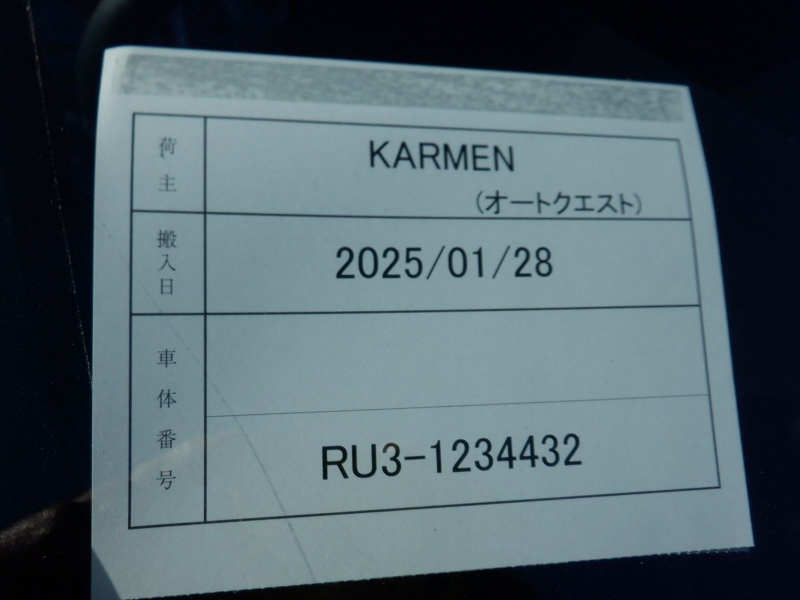 荷主
KARMEN
(オートクエスト)
搬入日
2025/01/28
車体番号
RU3-1234432